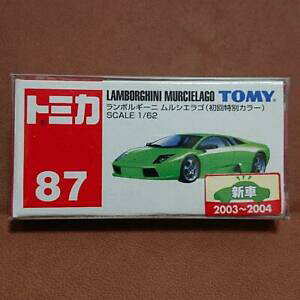 トミカ
87
LAMBORGHINI MURCIELAGO TOMY
ランボルギーニ ムルシエラゴ(初回特別カラー)
SCALE 1/62
新車
2003~2004